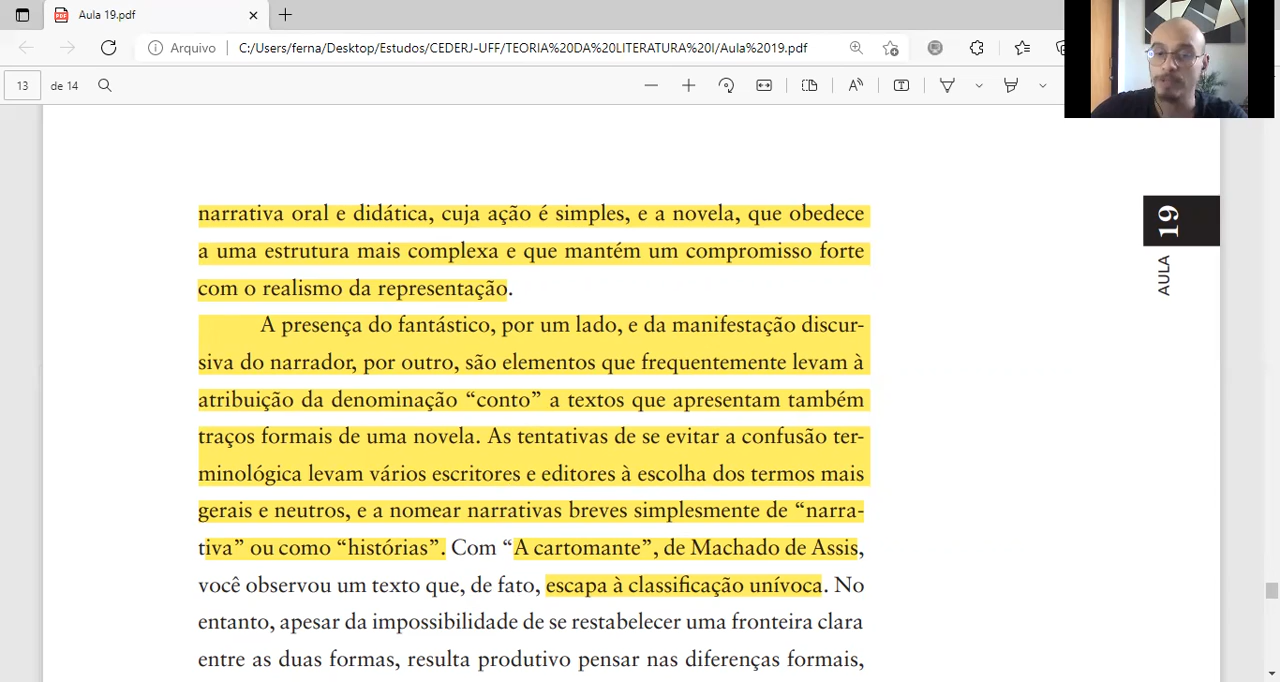 Aula 19.pdf
Arquivo
C:/Users/ferna/Desktop/Estudos/CEDERJ-UFF/TEORIA%20DA%20LITERATURA%20I/Aula%2019.pdf
13
de 14
narrativa oral e didática, cuja ação é simples, e a novela, que obedece
a uma estrutura mais complexa e que mantém um compromisso forte
com o realismo da representação.
A presença do fantástico, por um lado, e da manifestação discur-
siva do narrador, por outro, são elementos que frequentemente levam à
atribuição da denominação “conto” a textos que apresentam também
traços formais de uma novela. As tentativas de se evitar a confusão ter-
minológica levam vários escritores e editores à escolha dos termos mais
gerais e neutros, e a nomear narrativas breves simplesmente de “narra-
tiva” ou como “histórias”. Com “A cartomante”, de Machado de Assis,
você observou um texto que, de fato, escapa à classificação unívoca. No
entanto, apesar da impossibilidade de se restabelecer uma fronteira clara
entre as duas formas, resulta produtivo pensar nas diferenças formais,
AULA 19